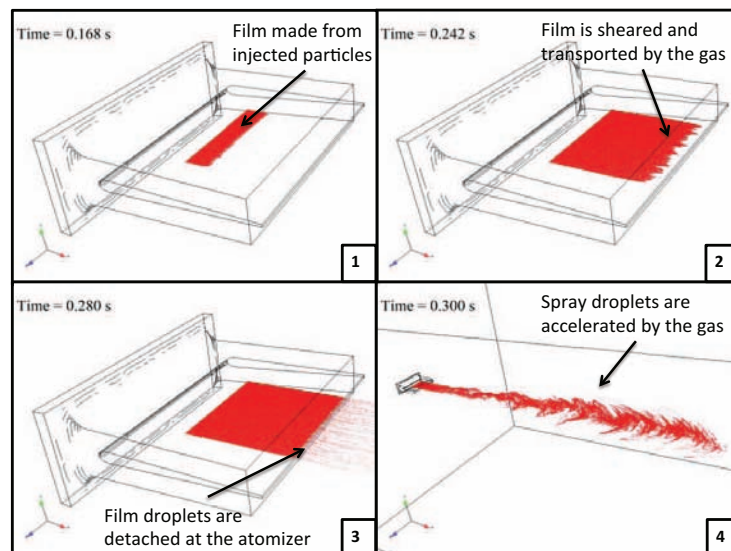 Time = 0.168 s
Film made from
injected particles
1
Time = 0.242 s
Film is sheared and
transported by the gas
2
Time = 0.280 s
Film droplets are
detached at the atomizer
3
Time = 0.300 s
Spray droplets are
accelerated by the gas
4